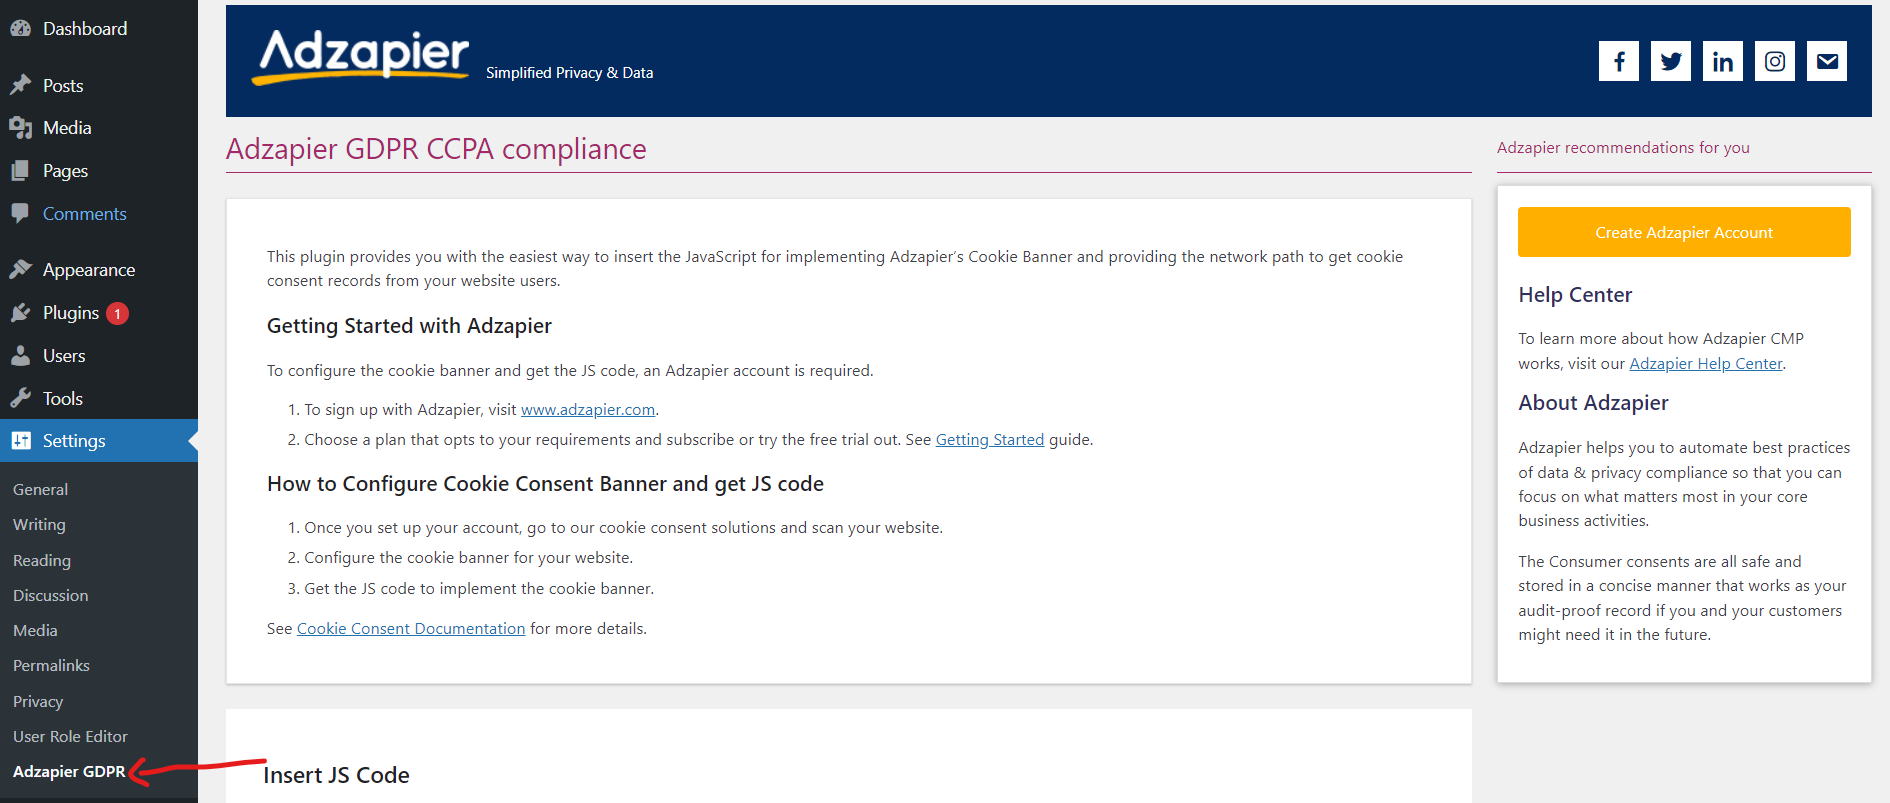 Dashboard
Posts
Media
Pages
Comments
Appearance
Plugins 1
Users
Tools
Settings
General
Writing
Reading
Discussion
Media
Permalinks
Privacy
User Role Editor
Adzapier GDPR
Adzapier
Simplified Privacy & Data
Adzapier GDPR CCPA compliance
This plugin provides you with the easiest way to insert the JavaScript for implementing Adzapier’s Cookie Banner and providing the network path to get cookie
consent records from your website users.
Getting Started with Adzapier
To configure the cookie banner and get the JS code, an Adzapier account is required.
1. To sign up with Adzapier, visit www.adzapier.com.
2. Choose a plan that opts to your requirements and subscribe or try the free trial out. See Getting Started guide.
How to Configure Cookie Consent Banner and get JS code
1. Once you set up your account, go to our cookie consent solutions and scan your website.
2. Configure the cookie banner for your website.
3. Get the JS code to implement the cookie banner.
See Cookie Consent Documentation for more details.
Insert JS Code
Adzapier recommendations for you
Create Adzapier Account
Help Center
To learn more about how Adzapier CMP
works, visit our Adzapier Help Center.
About Adzapier
Adzapier helps you to automate best practices
of data & privacy compliance so that you can
focus on what matters most in your core
business activities.
The Consumer consents are all safe and
stored in a concise manner that works as your
audit-proof record if you and your customers
might need it in the future.